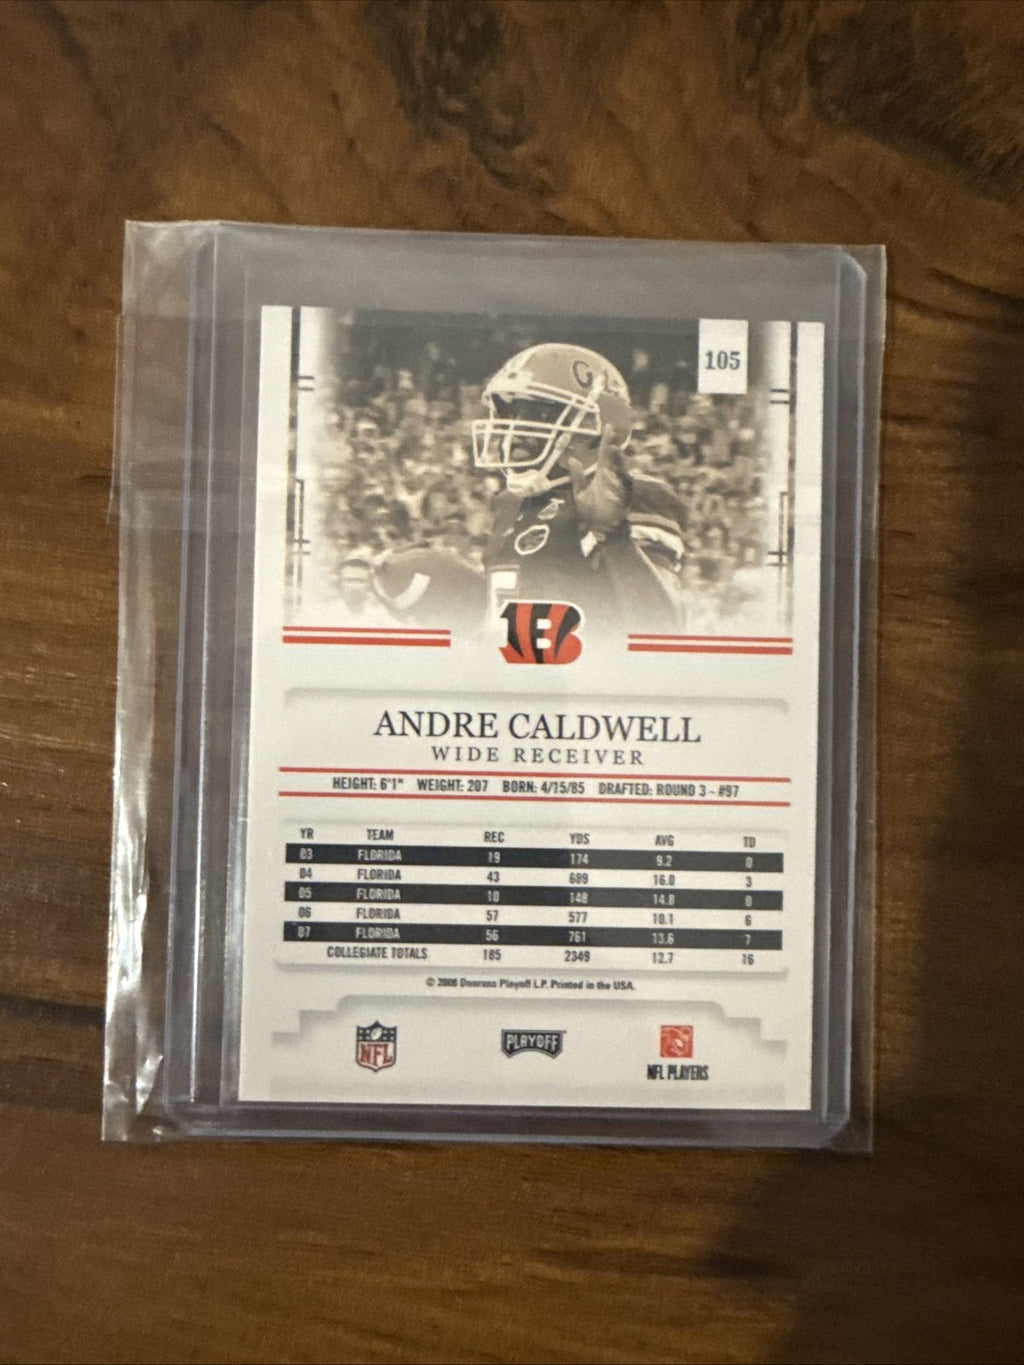 105
ANDRE CALDWELL
WIDE RECEIVER
HEIGHT: 6'1" WEIGHT: 207 BORN: 4/15/85 DRAFTED: ROUND 3 - #97
YR TEAM REC YDS AVG TD
03 FLORIDA 19 174 9.2 0
04 FLORIDA 43 689 16.0 3
05 FLORIDA 10 148 14.8 0
06 FLORIDA 57 577 10.1 6
07 FLORIDA 56 761 13.6 7
COLLEGIATE TOTALS 185 2349 12.7 16
© 2008 Donruss Playoff L.P. Printed in the USA.
NFL PLAYOFF
NFL PLAYERS